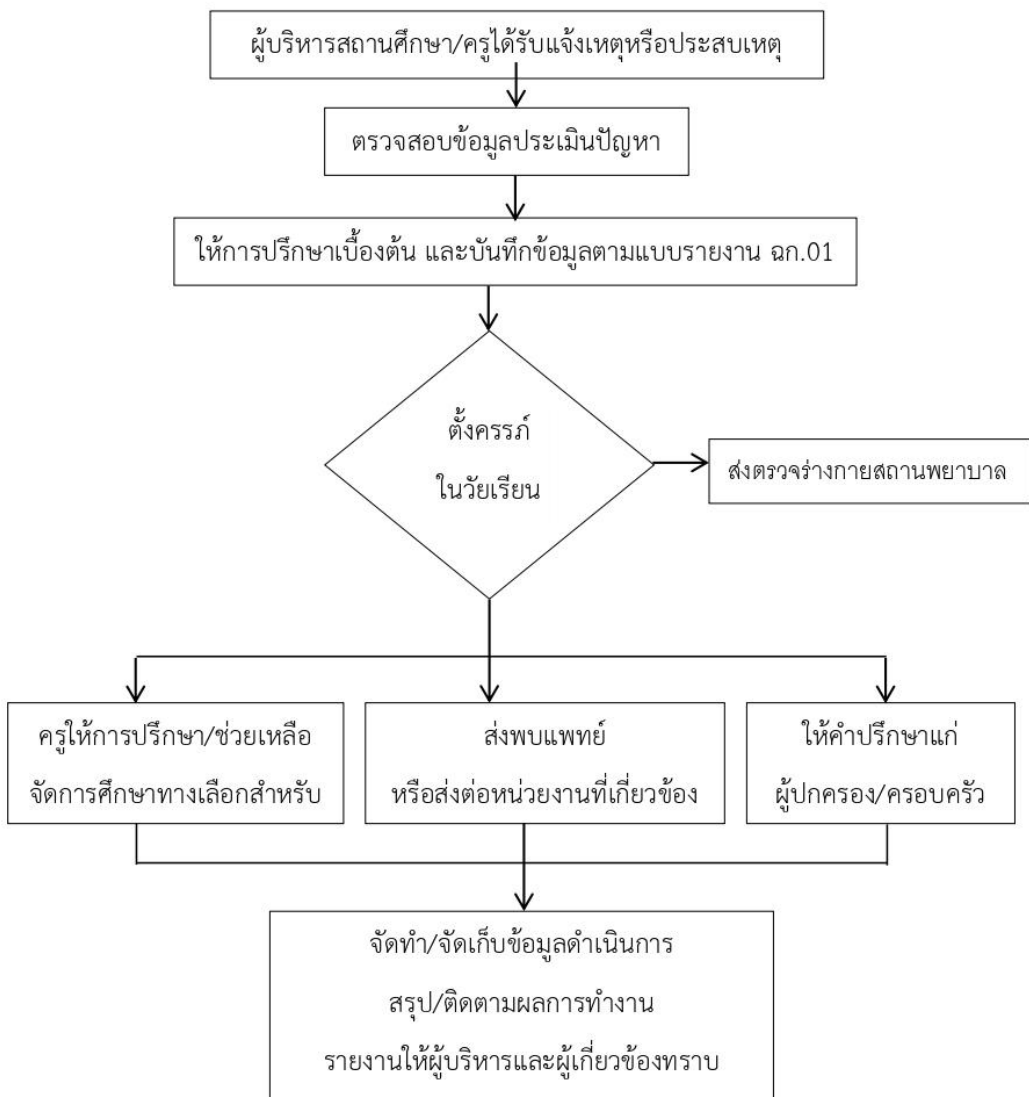 ผู้บริหารสถานศึกษา/ครูได้รับแจ้งเหตุหรือประสบเหตุ
ตรวจสอบข้อมูลประเมินปัญหา
ให้การปรึกษาเบื้องต้น และบันทึกข้อมูลตามแบบรายงาน ฉก.01
ตั้งครรภ์
ในวัยเรียน
ส่งตรวจร่างกายสถานพยาบาล
ครูให้การปรึกษา/ช่วยเหลือ
จัดการศึกษาทางเลือกสำหรับ
ส่งพบแพทย์
หรือส่งต่อหน่วยงานที่เกี่ยวข้อง
ให้คำปรึกษาแก่
ผู้ปกครอง/ครอบครัว
จัดทำ/จัดเก็บข้อมูลดำเนินการ
สรุป/ติดตามผลการทำงาน
รายงานให้ผู้บริหารและผู้เกี่ยวข้องทราบ